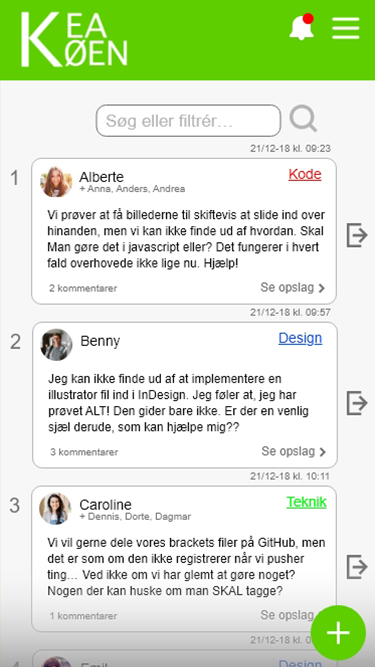 KEA
KØEN
Søg eller filtrér...
21/12-18 kl. 09:23
1
Alberte
Kode
+ Anna, Anders, Andrea
Vi prøver at få billederne til skiftevis at slide ind over
hinanden, men vi kan ikke finde ud af hvordan. Skal
Man gøre det i javascript eller? Det fungerer i hvert
fald overhovede ikke lige nu. Hjælp!
2 kommentarer
Se opslag
21/12-18 kl. 09:57
2
Benny
Design
Jeg kan ikke finde ud af at implementere en
illustrator fil ind i InDesign. Jeg føler at, jeg har
prøvet ALT! Den gider bare ikke. Er der en venlig
sjæl derude, som kan hjælpe mig??
3 kommentarer
Se opslag
21/12-18 kl. 10:11
3
Caroline
Teknik
+ Dennis, Dorte, Dagmar
Vi vil gerne dele vores brackets filer på GitHub, men
det er som om den ikke registrerer når vi pusher
ting... Ved ikke om vi har glemt at gøre noget?
Nogen der kan huske om man SKAL tagge?
1 kommentarer
Se opslag
21/12-18 kl.
4
Emil